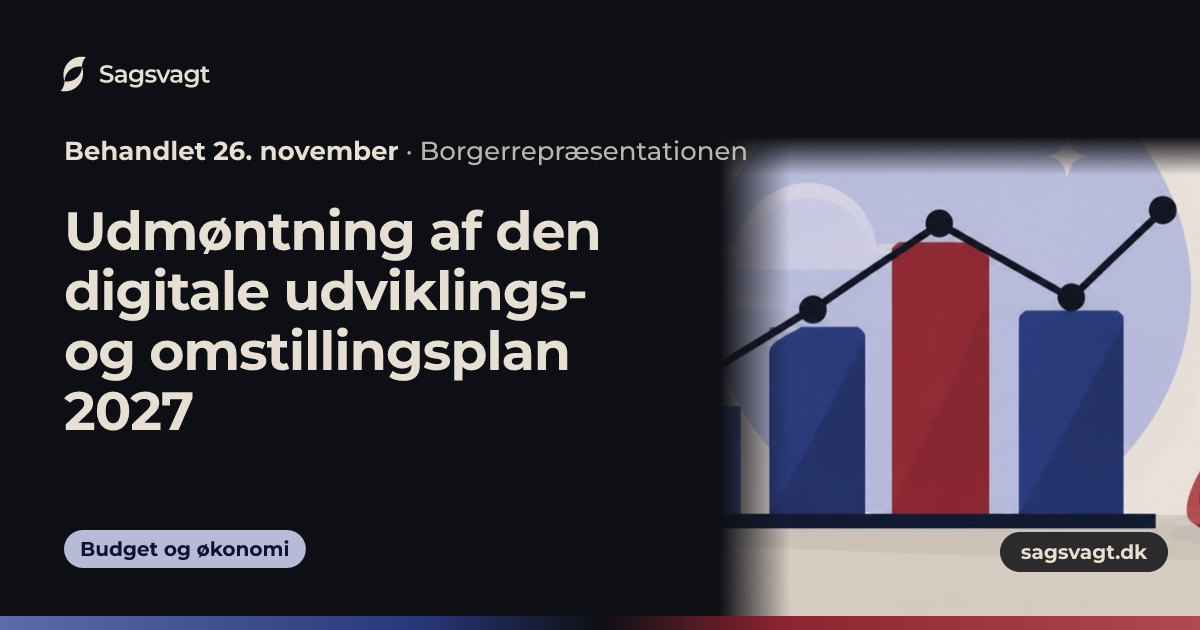 Sagsvagt
Behandlet 26. november · Borgerrepræsentationen
Udmøntning af den
digitale udviklings-
og omstillingsplan
2027
Budget og økonomi
sagsvagt.dk